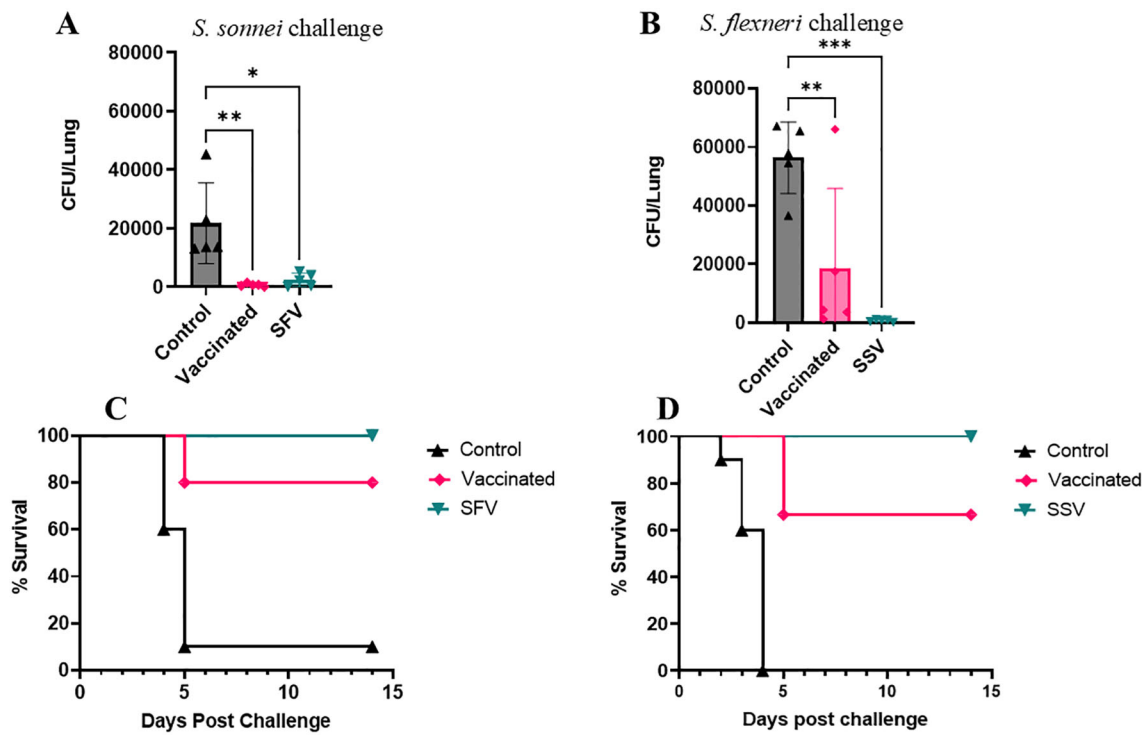 A
S. sonnei challenge
80000
60000
40000
20000
0
CFU/Lung
*
**
Control
Vaccinated
SFV
B
S. flexneri challenge
80000
60000
40000
20000
0
CFU/Lung
***
**
Control
Vaccinated
SSV
C
100
80
60
40
20
0
% Survival
0 5 10 15
Days Post Challenge
Control
Vaccinated
SFV
D
100
80
60
40
20
0
% Survival
0 5 10 15
Days post challenge
Control
Vaccinated
SSV